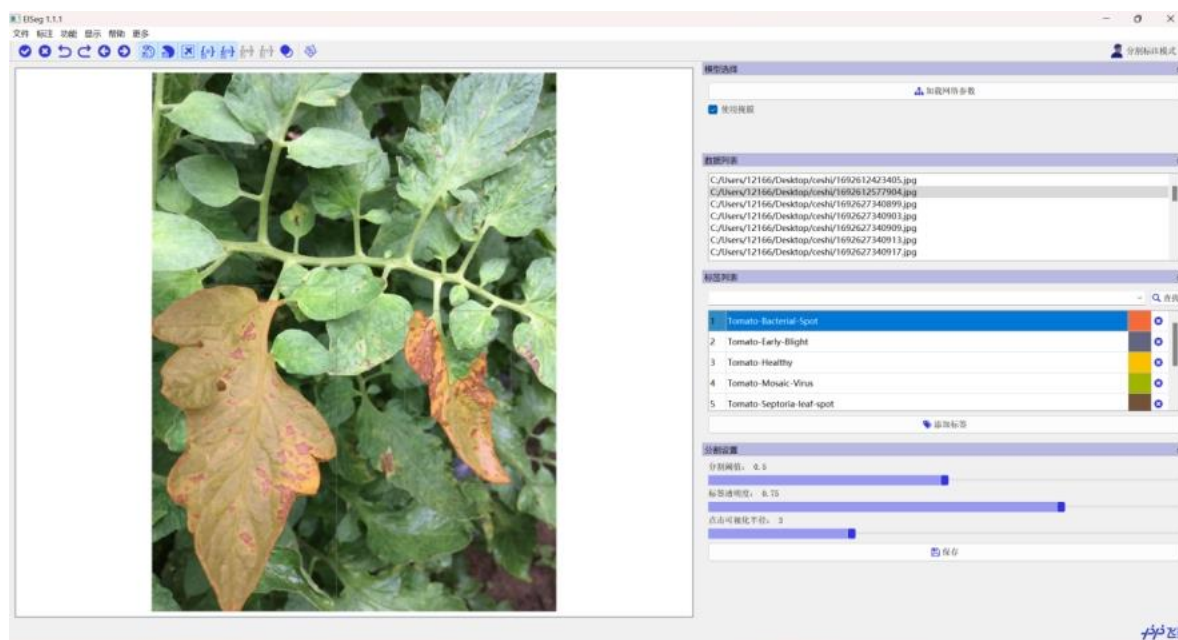 EISeg 1.1.1
文件 标注 功能 显示 帮助 更多
分割标注模式
模型选择
加载网络参数
使用掩膜
数据列表
C:/Users/12166/Desktop/ceshi/1692612423405.jpg
C:/Users/12166/Desktop/ceshi/1692612577904.jpg
C:/Users/12166/Desktop/ceshi/1692627340899.jpg
C:/Users/12166/Desktop/ceshi/1692627340903.jpg
C:/Users/12166/Desktop/ceshi/1692627340909.jpg
C:/Users/12166/Desktop/ceshi/1692627340913.jpg
C:/Users/12166/Desktop/ceshi/1692627340917.jpg
标签列表
查找
1 Tomato-Bacterial-Spot
2 Tomato-Early-Blight
3 Tomato-Healthy
4 Tomato-Mosaic-Virus
5 Tomato-Septoria-leaf-spot
添加标签
分割设置
分割阈值: 0.5
标签透明度: 0.75
点击可视化半径: 3
保存